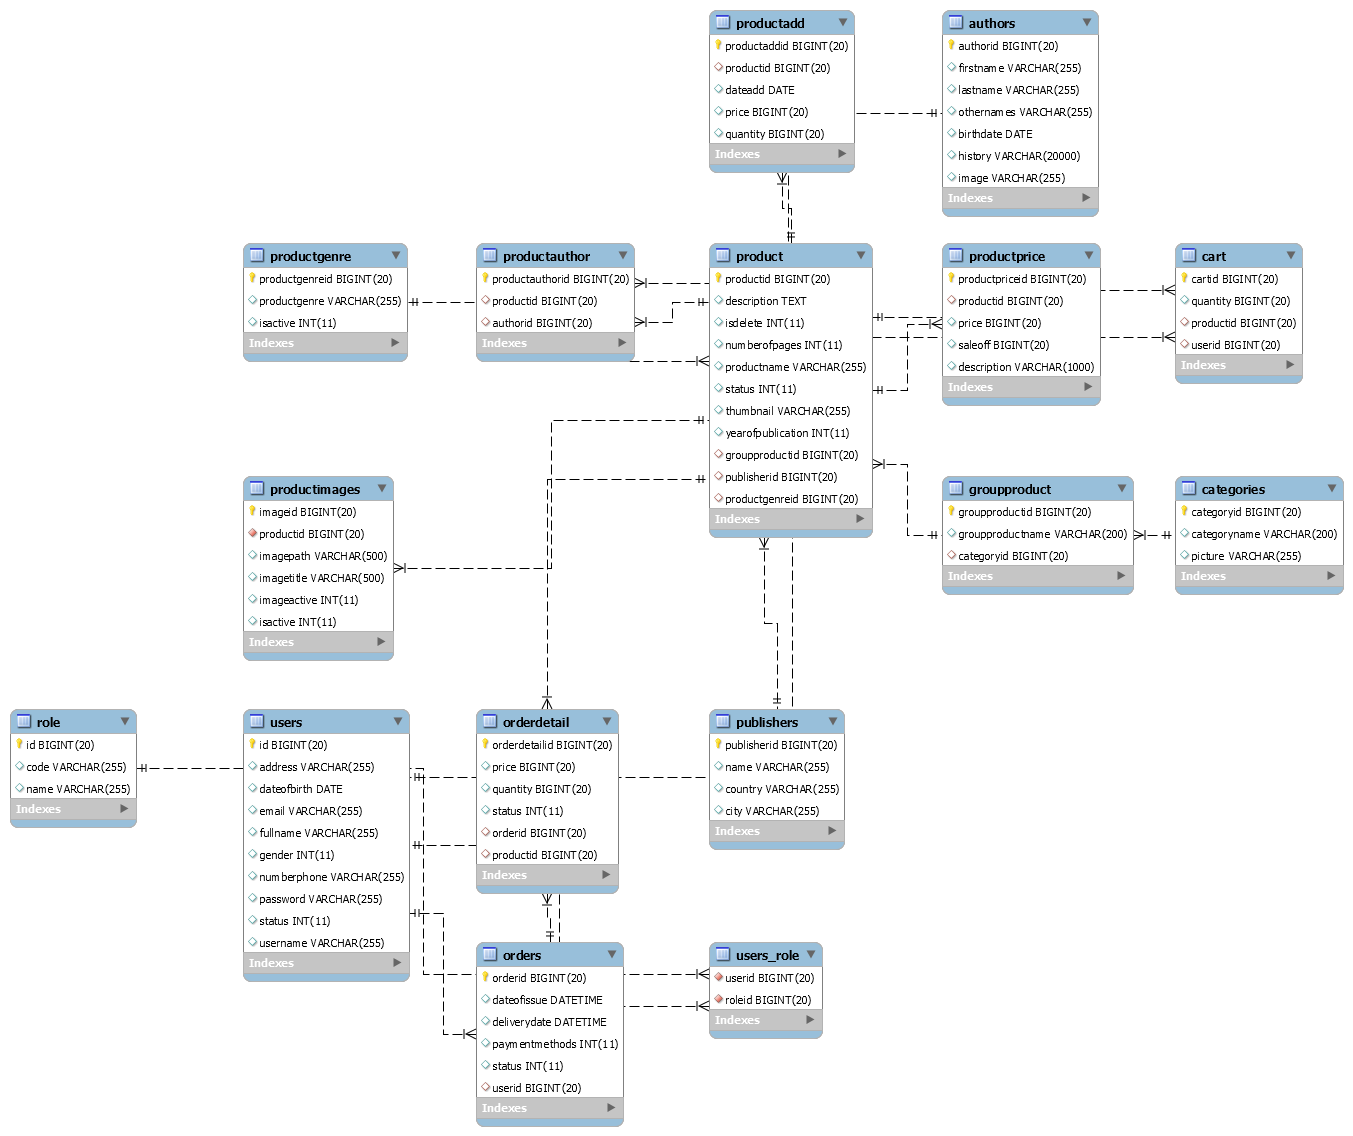 productadd
productaddid BIGINT(20)
productid BIGINT(20)
dateadd DATE
price BIGINT(20)
quantity BIGINT(20)
Indexes
authors
authorid BIGINT(20)
firstname VARCHAR(255)
lastname VARCHAR(255)
othernames VARCHAR(255)
birthdate DATE
history VARCHAR(20000)
image VARCHAR(255)
Indexes
productgenre
productgenreid BIGINT(20)
productgenre VARCHAR(255)
isactive INT(11)
Indexes
productauthor
productauthorid BIGINT(20)
productid BIGINT(20)
authorid BIGINT(20)
Indexes
product
productid BIGINT(20)
description TEXT
isdelete INT(11)
numberofpages INT(11)
productname VARCHAR(255)
status INT(11)
thumbnail VARCHAR(255)
yearofpublication INT(11)
groupproductid BIGINT(20)
publisherid BIGINT(20)
productgenreid BIGINT(20)
Indexes
productprice
productpriceid BIGINT(20)
productid BIGINT(20)
price BIGINT(20)
saleoff BIGINT(20)
description VARCHAR(1000)
Indexes
cart
cartid BIGINT(20)
quantity BIGINT(20)
productid BIGINT(20)
userid BIGINT(20)
Indexes
productimages
imageid BIGINT(20)
productid BIGINT(20)
imagepath VARCHAR(500)
imagetitle VARCHAR(500)
imageactive INT(11)
isactive INT(11)
Indexes
groupproduct
groupproductid BIGINT(20)
groupproductname VARCHAR(200)
categoryid BIGINT(20)
Indexes
categories
categoryid BIGINT(20)
categoryname VARCHAR(200)
picture VARCHAR(255)
Indexes
role
id BIGINT(20)
code VARCHAR(255)
name VARCHAR(255)
Indexes
users
id BIGINT(20)
address VARCHAR(255)
dateofbirth DATE
email VARCHAR(255)
fullname VARCHAR(255)
gender INT(11)
numberphone VARCHAR(255)
password VARCHAR(255)
status INT(11)
username VARCHAR(255)
Indexes
orderdetail
orderdetailid BIGINT(20)
price BIGINT(20)
quantity BIGINT(20)
status INT(11)
orderid BIGINT(20)
productid BIGINT(20)
Indexes
publishers
publisherid BIGINT(20)
name VARCHAR(255)
country VARCHAR(255)
city VARCHAR(255)
Indexes
orders
orderid BIGINT(20)
dateofissue DATETIME
deliverydate DATETIME
paymentmethods INT(11)
status INT(11)
userid BIGINT(20)
Indexes
users_role
userid BIGINT(20)
roleid BIGINT(20)
Indexes